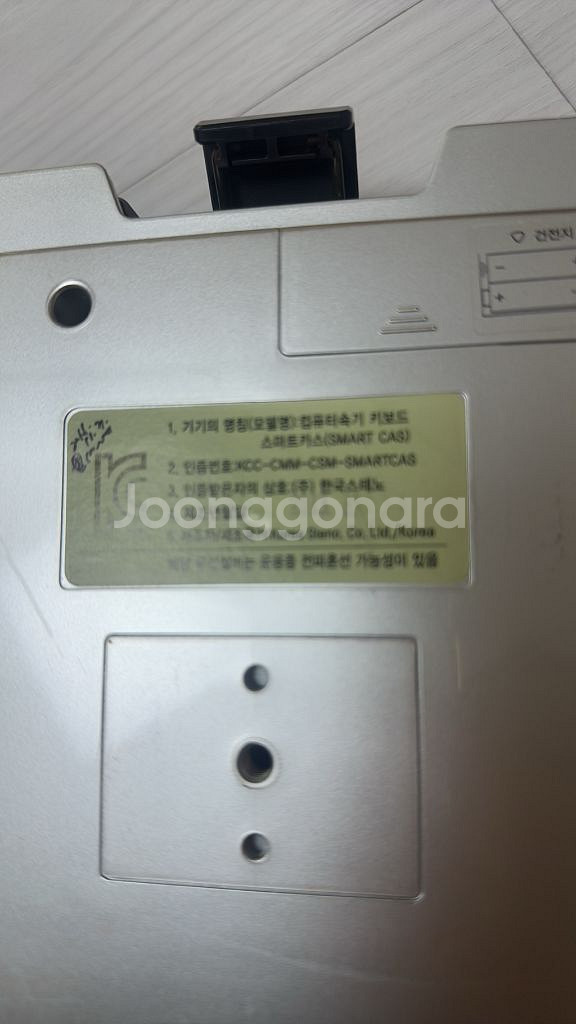 건전지
1. 기기의 명칭(모델명):컴퓨터속기 키보드
스마트카스(SMART CAS)
2. 인증번호:KCC-CMM-CSM-SMARTCAS
3. 인증받은자의 상호:(주) 한국스테노
Joonggonara
Co. Ltd./Korea
해당 무선설비는 운용중 전파혼선 가능성이 있음